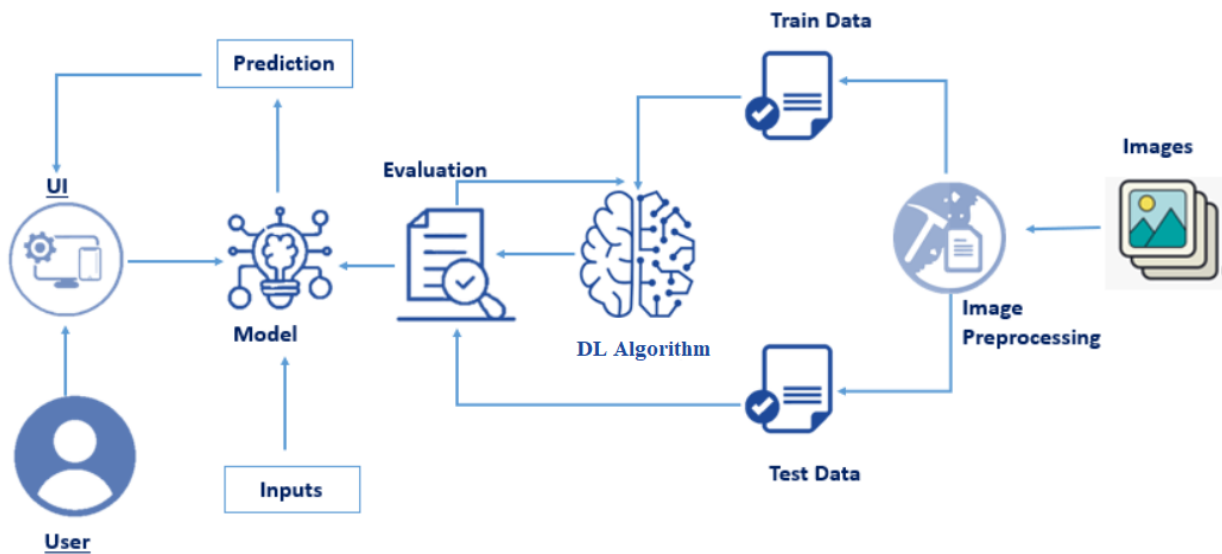 Train Data
Prediction
Images
Evaluation
UI
Image
Preprocessing
Model
DL Algorithm
Test Data
Inputs
User